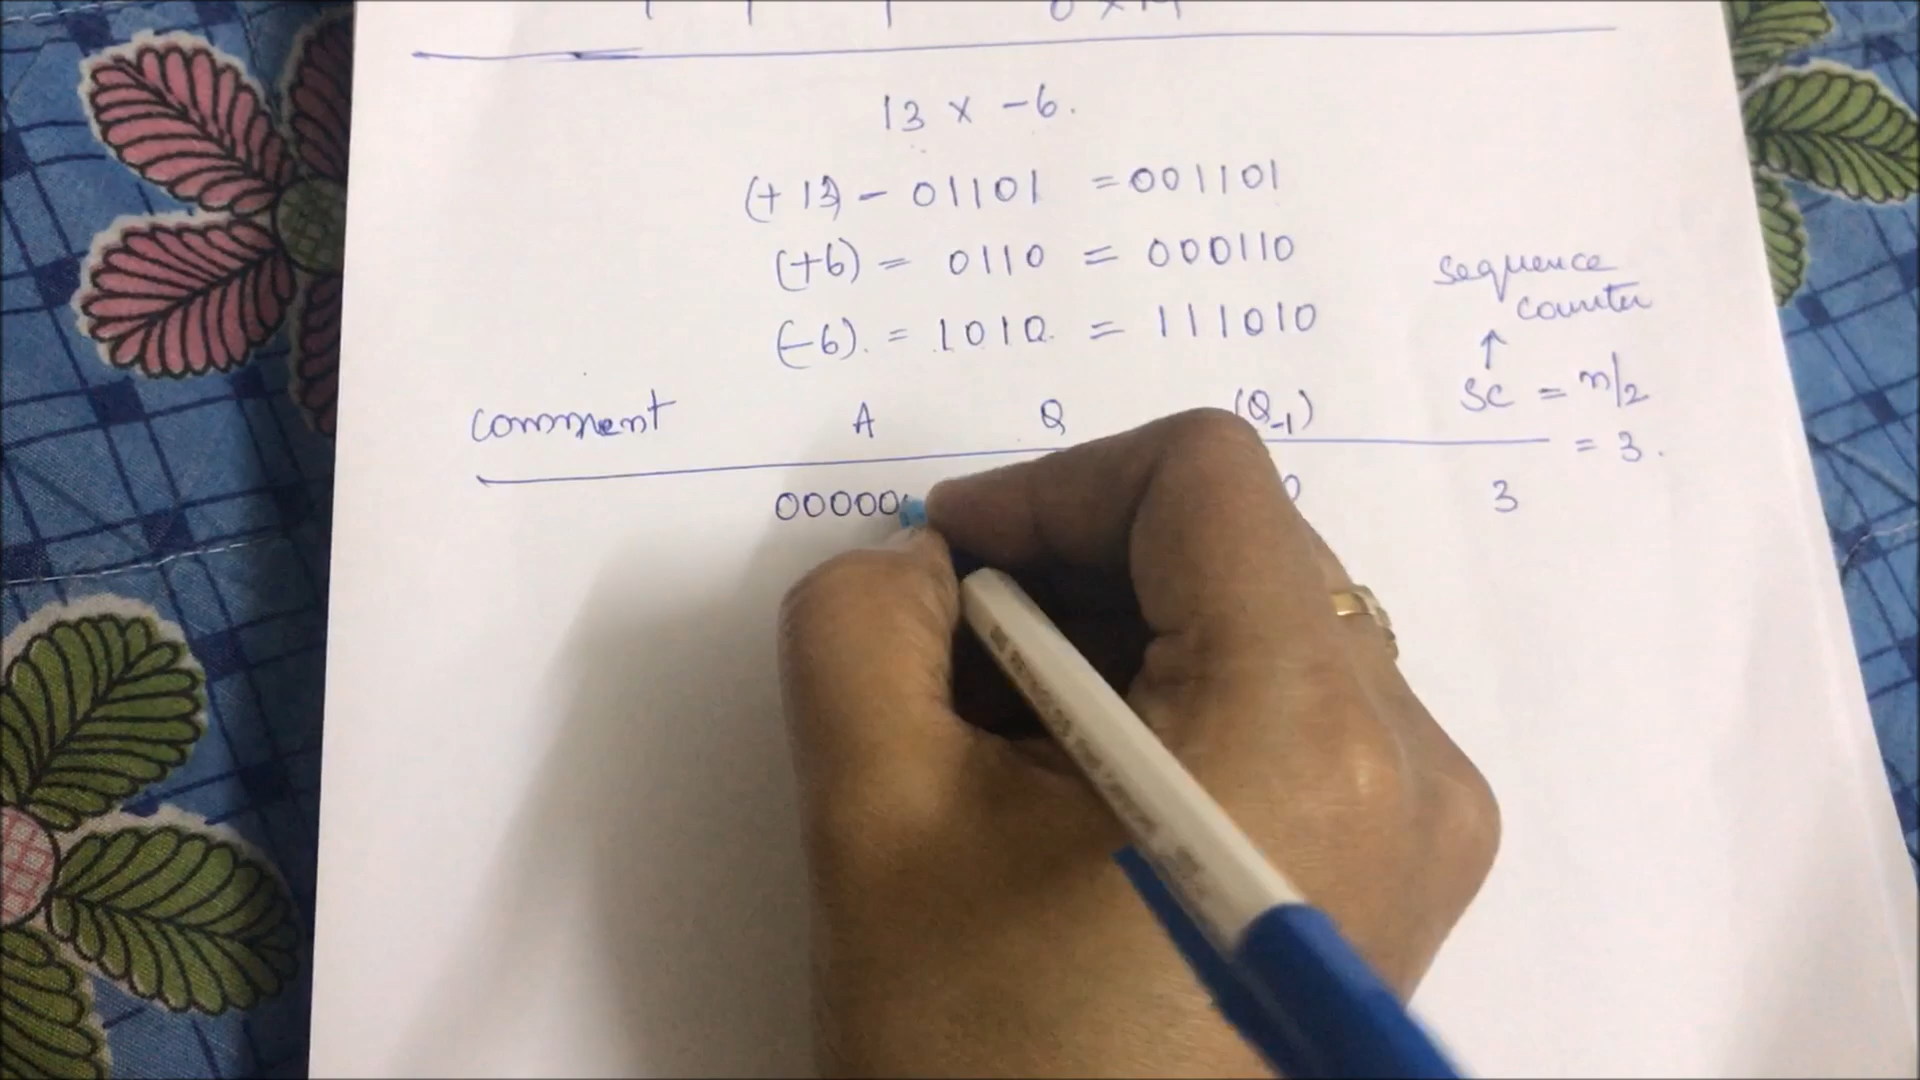 13 x -6.
(+13) - 01101 = 001101
(+6) = 0110 = 000110
(-6). = 1010. = 111010
sequence
counter
↑
SC = n/2
= 3.
comment A Q (Q-1)
00000 0 3